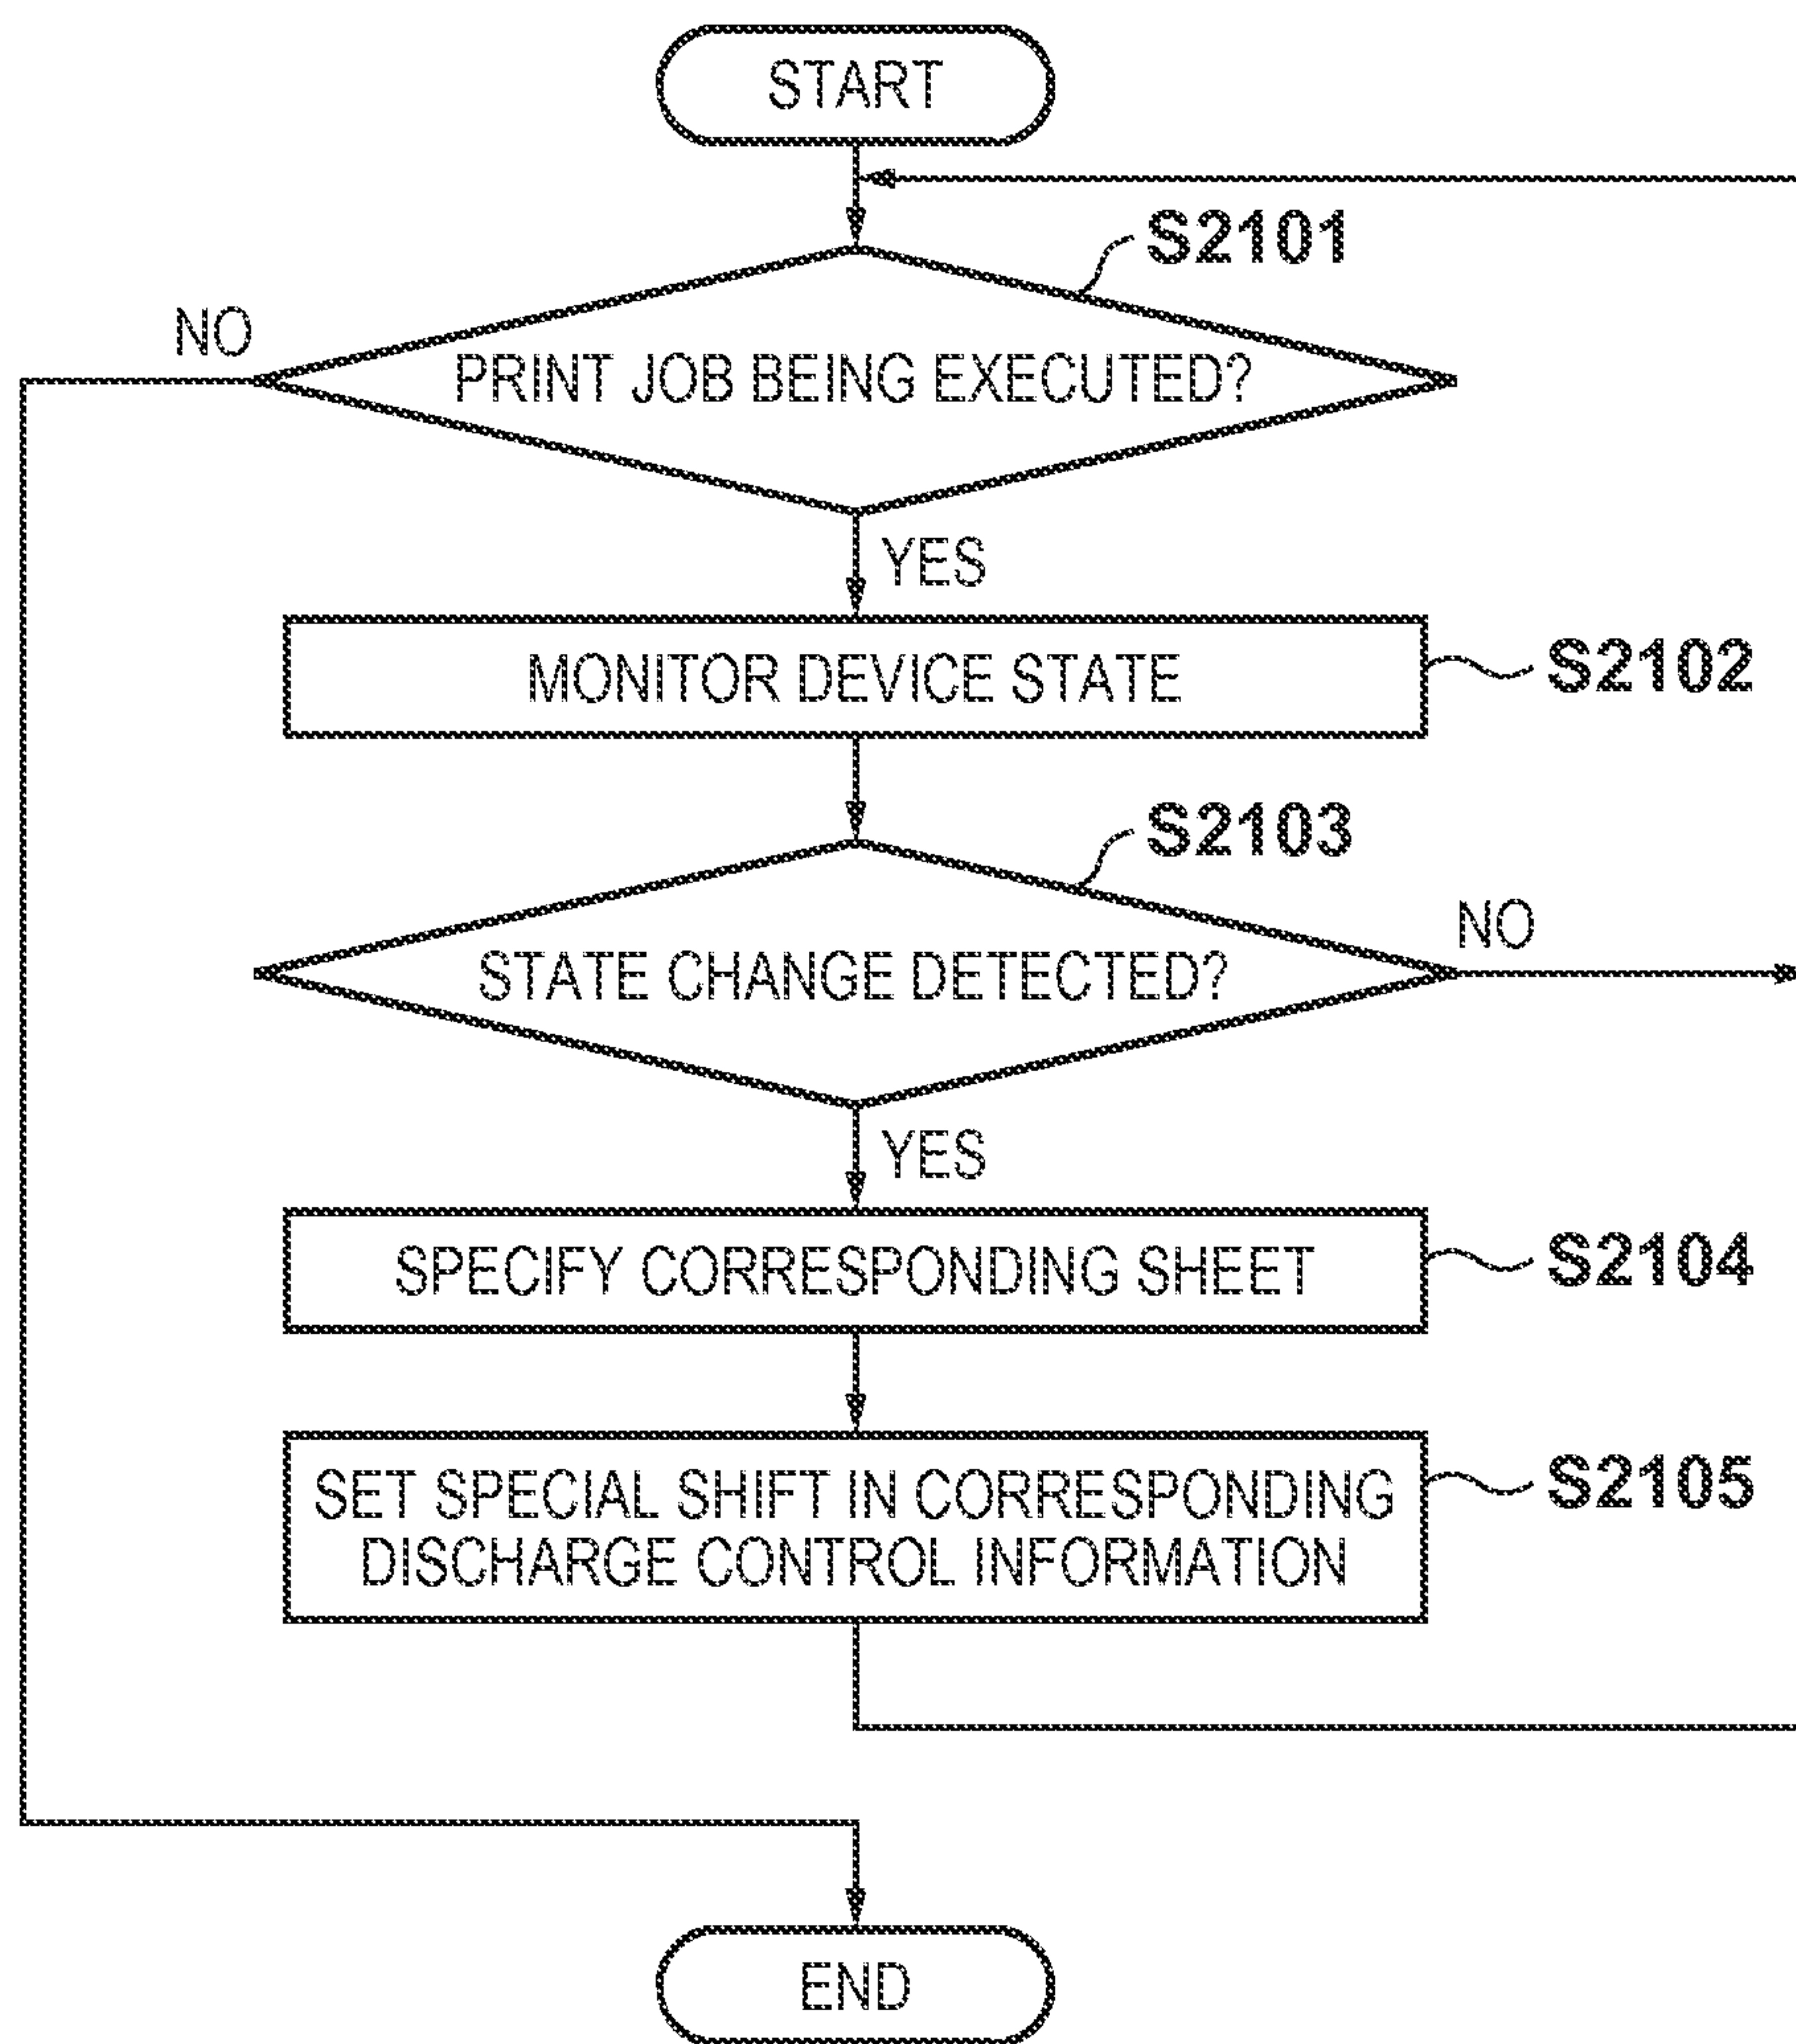 START
S2101
NO
PRINT JOB BEING EXECUTED?
YES
MONITOR DEVICE STATE
S2102
S2103
NO
STATE CHANGE DETECTED?
YES
SPECIFY CORRESPONDING SHEET
S2104
SET SPECIAL SHIFT IN CORRESPONDING
DISCHARGE CONTROL INFORMATION
S2105
END